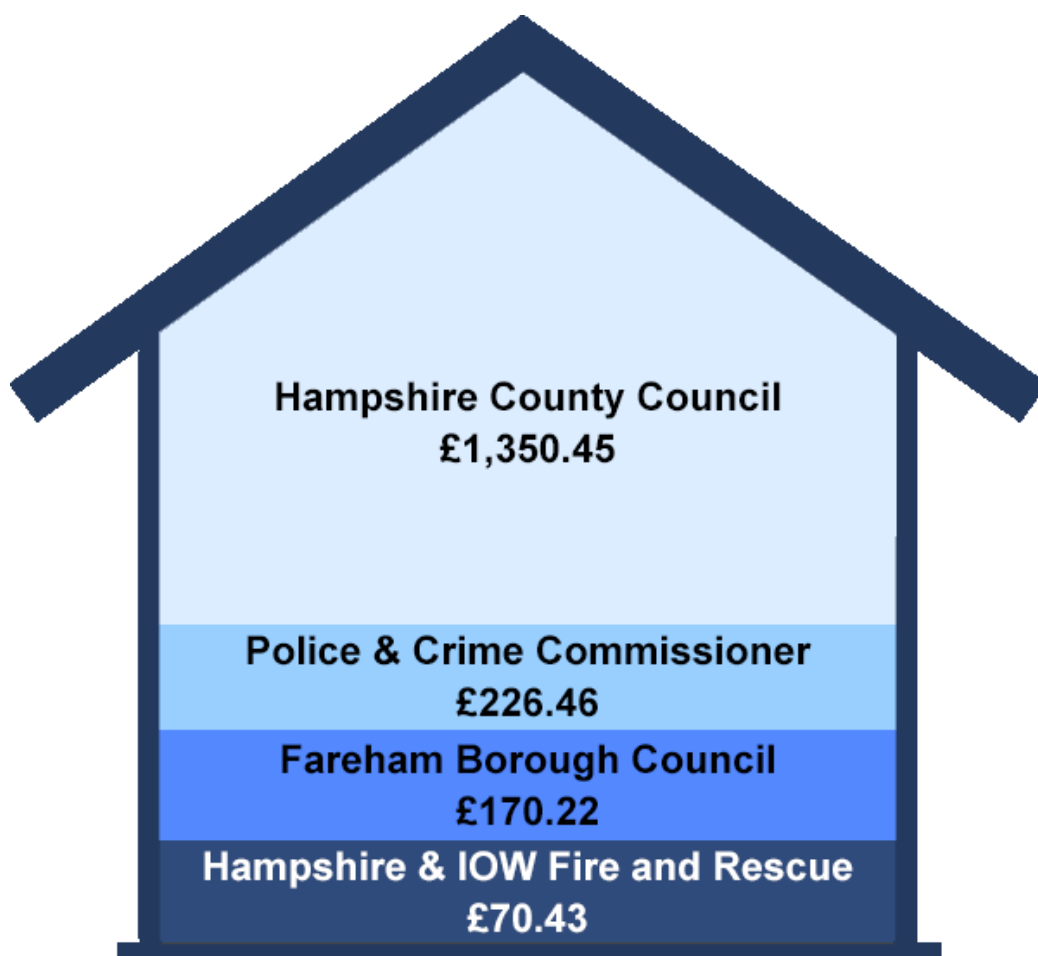 Hampshire County Council
£1,350.45
Police & Crime Commissioner
£226.46
Fareham Borough Council
£170.22
Hampshire & IOW Fire and Rescue
£70.43